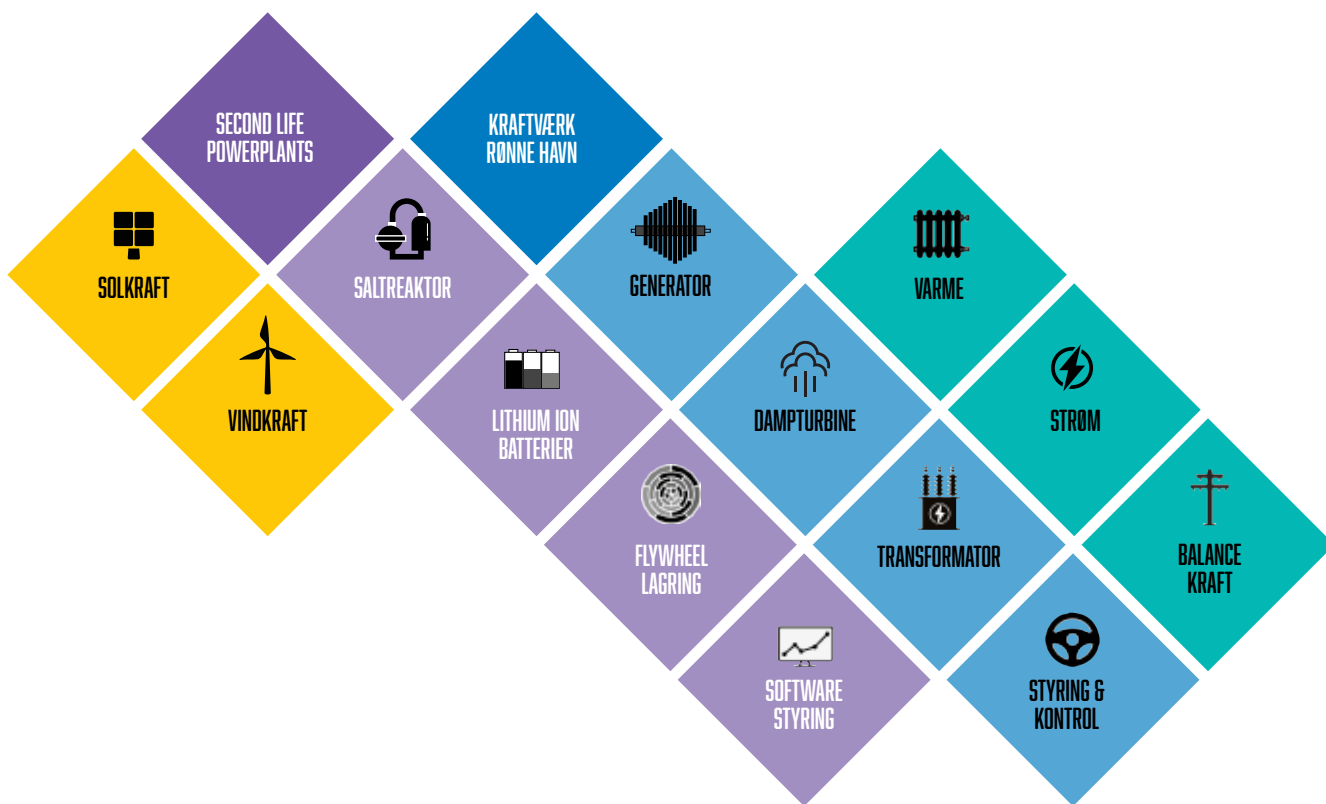 SECOND LIFE
POWERPLANTS
KRAFTVÆRK
RØNNE HAVN
SOLKRAFT
SALTREAKTOR
GENERATOR
VARME
VINDKRAFT
LITHIUM ION
BATTERIER
DAMPTURBINE
STRØM
FLYWHEEL
LAGRING
TRANSFORMATOR
BALANCE
KRAFT
SOFTWARE
STYRING
STYRING &
KONTROL